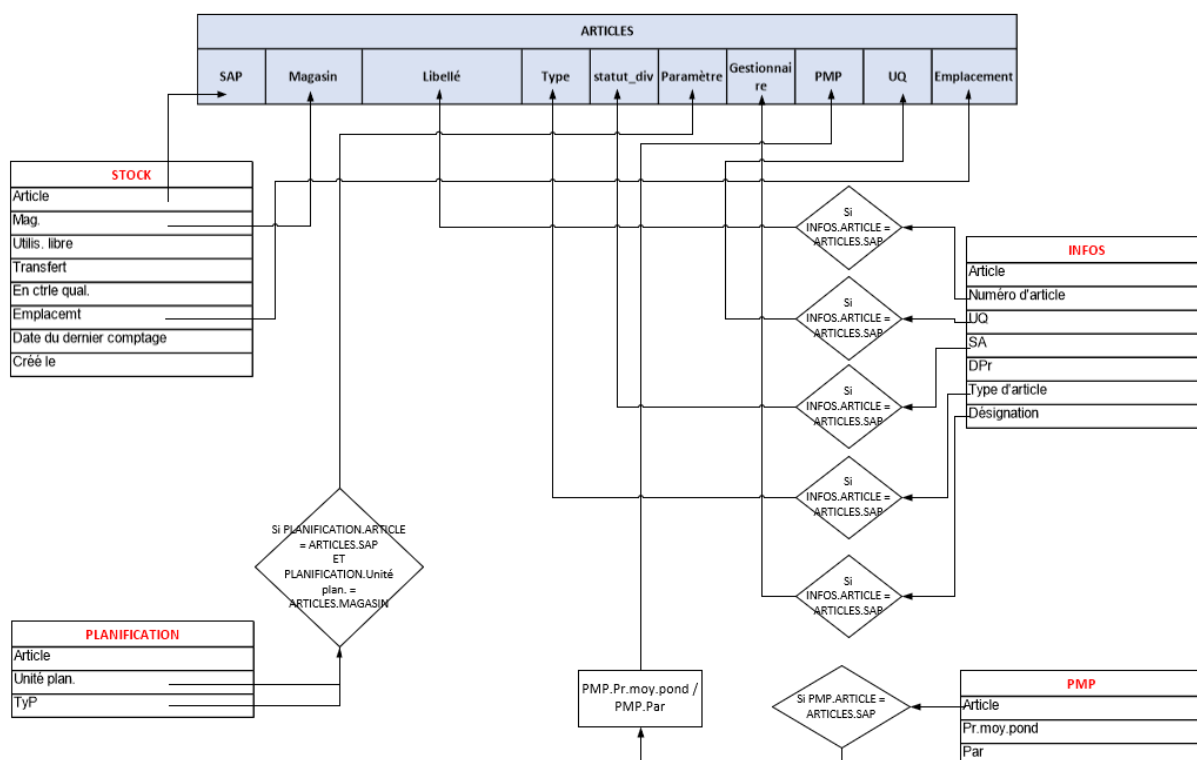 ARTICLES
SAP
Magasin
Libellé
Type
statut_div
Paramètre
Gestionnai
re
PMP
UQ
Emplacement
STOCK
Article
Mag.
Utilis. libre
Transfert
En ctrle qual.
Emplacemt
Date du dernier comptage
Créé le
Si
INFOS.ARTICLE =
ARTICLES.SAP
Si
INFOS.ARTICLE =
ARTICLES.SAP
Si
INFOS.ARTICLE =
ARTICLES.SAP
Si
INFOS.ARTICLE =
ARTICLES.SAP
Si
INFOS.ARTICLE =
ARTICLES.SAP
INFOS
Article
Numéro d'article
UQ
SA
DPr
Type d'article
Désignation
Si PLANIFICATION.ARTICLE
= ARTICLES.SAP
ET
PLANIFICATION.Unité
plan. =
ARTICLES.MAGASIN
PLANIFICATION
Article
Unité plan.
TyP
PMP.Pr.moy.pond /
PMP.Par
Si PMP.ARTICLE =
ARTICLES.SAP
PMP
Article
Pr.moy.pond
Par